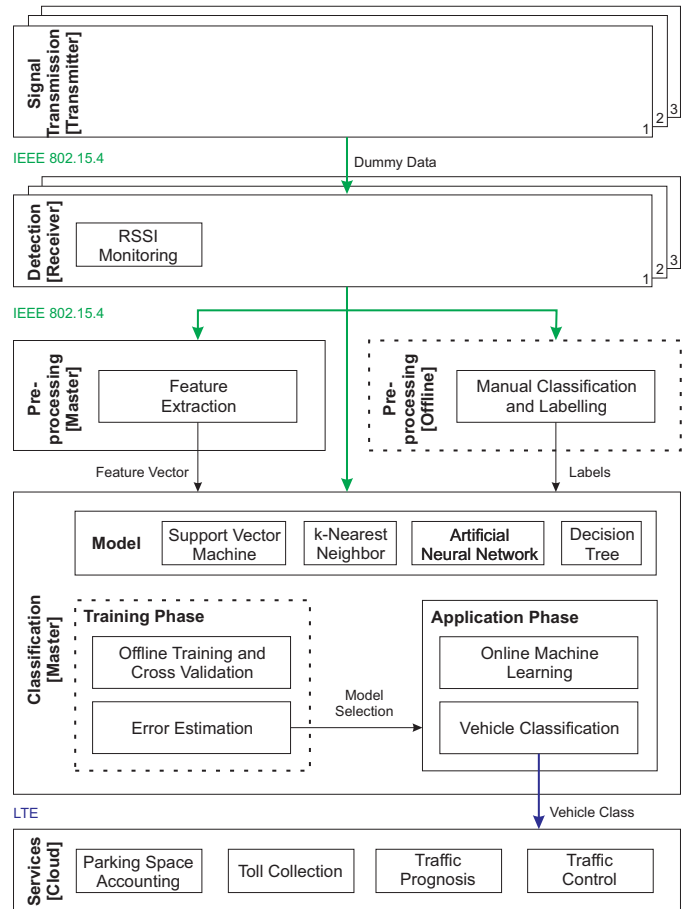 Signal
Transmission
[Transmitter]
1
2
3
IEEE 802.15.4
Dummy Data
Detection
[Receiver]
RSSI
Monitoring
1
2
3
IEEE 802.15.4
Pre-
processing
[Master]
Feature
Extraction
Pre-
processing
[Offline]
Manual Classification
and Labelling
Feature Vector
Labels
Classification
[Master]
Model
Support Vector
Machine
k-Nearest
Neighbor
Artificial
Neural Network
Decision
Tree
Training Phase
Offline Training and
Cross Validation
Error Estimation
Model
Selection
Application Phase
Online Machine
Learning
Vehicle Classification
LTE
Vehicle Class
Services
[Cloud]
Parking Space
Accounting
Toll Collection
Traffic
Prognosis
Traffic
Control